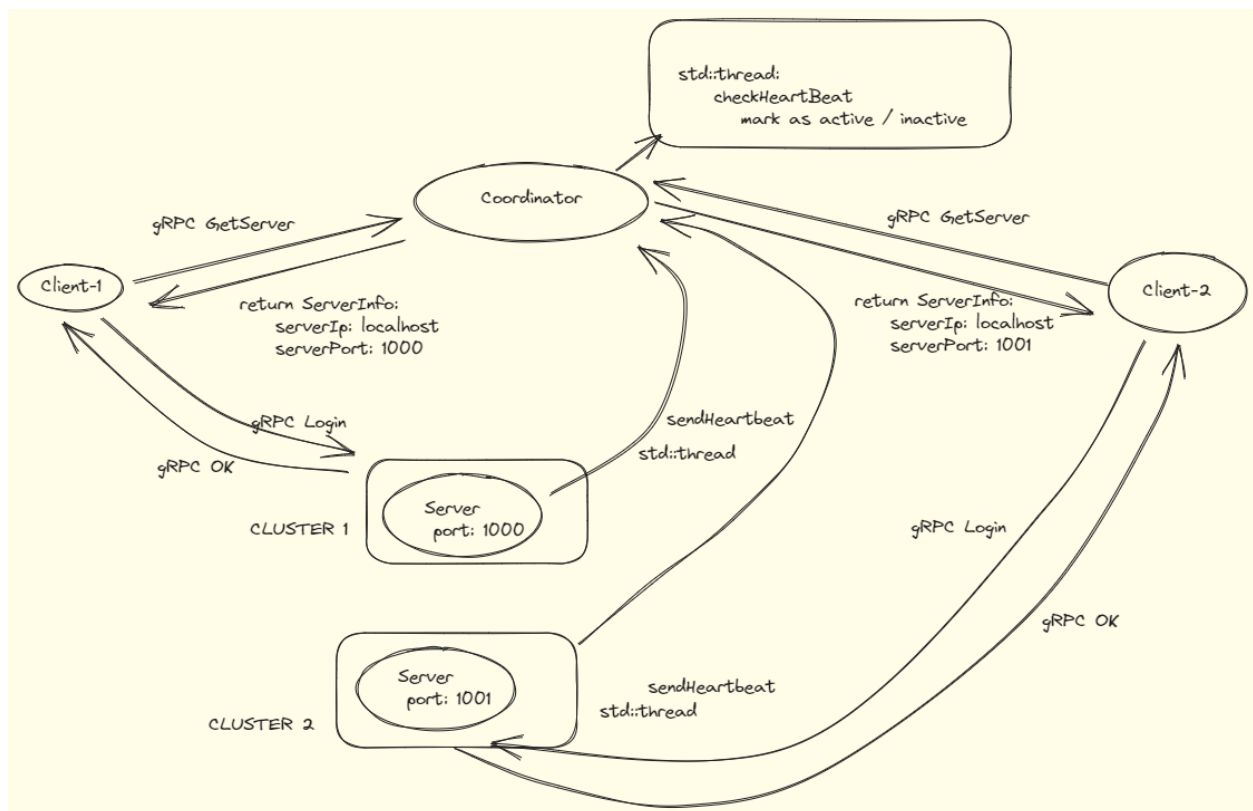 std::thread:
checkHeartBeat
mark as active / inactive
Coordinator
gRPC GetServer
gRPC GetServer
Client-1
Client-2
return ServerInfo:
serverIp: localhost
serverPort: 1000
return ServerInfo:
serverIp: localhost
serverPort: 1001
gRPC Login
gRPC OK
sendHeartbeat
std::thread
Server
port: 1000
CLUSTER 1
gRPC Login
gRPC OK
Server
port: 1001
CLUSTER 2
sendHeartbeat
std::thread